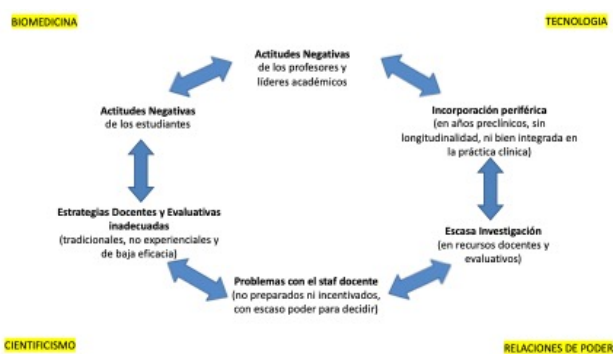 BIOMEDICINA
TECNOLOGIA
Actitudes Negativas
de los profesores y
líderes académicos
Actitudes Negativas
de los estudiantes
Incorporación periférica
(en años preclínicos, sin
longitudinalidad, ni bien integrada en
la práctica clínica)
Estrategias Docentes y Evaluativas
inadecuadas
(tradicionales, no experienciales y
de baja eficacia)
Escasa Investigación
(en recursos docentes y
evaluativos)
Problemas con el staf docente
(no preparados ni incentivados,
con escaso poder para decidir)
CIENTIFICISMO
RELACIONES DE PODER